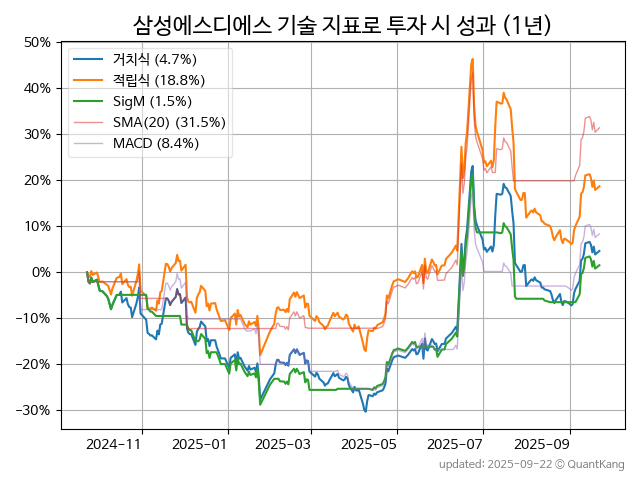 삼성에스디에스 기술 지표로 투자 시 성과 (1년)
50%
40%
30%
20%
10%
0%
−10%
−20%
−30%
거치식 (4.7%)
적립식 (18.8%)
SigM (1.5%)
SMA(20) (31.5%)
MACD (8.4%)
2024-11
2025-01
2025-03
2025-05
2025-07
2025-09
updated: 2025-09-22 © QuantKang